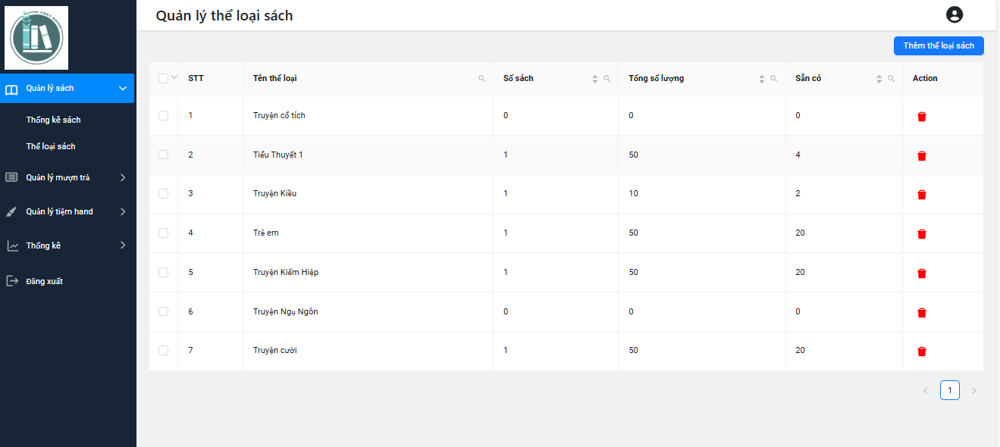 Quản lý thể loại sách
Thêm thể loại sách
Quản lý sách
Thống kê sách
Thể loại sách
Quản lý mượn trả
Quản lý tiệm hand
Thống kê
Đăng xuất
STT Tên thể loại Số sách Tổng số lượng Sẵn có Action
1 Truyện cổ tích 0 0 0
2 Tiểu Thuyết 1 1 50 4
3 Truyện Kiều 1 10 2
4 Trẻ em 1 50 20
5 Truyện Kiếm Hiệp 1 50 20
6 Truyện Ngụ Ngôn 0 0 0
7 Truyện cười 1 50 20
1